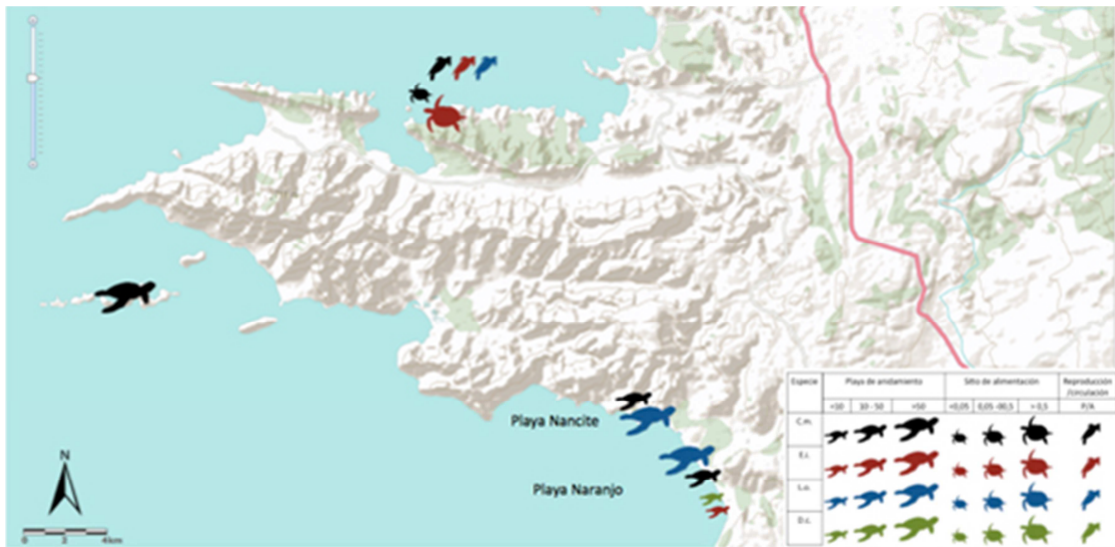 Playa Nancite
Playa Naranjo
N
0 2 4km
Especie Playa de anidamiento Sitio de alimentación Reproducción
/circulación
<10 10 - 50 >50 <0,05 0,05 -00,5 > 0,5 P/A
C.m.
E.i.
L.o.
D.c.